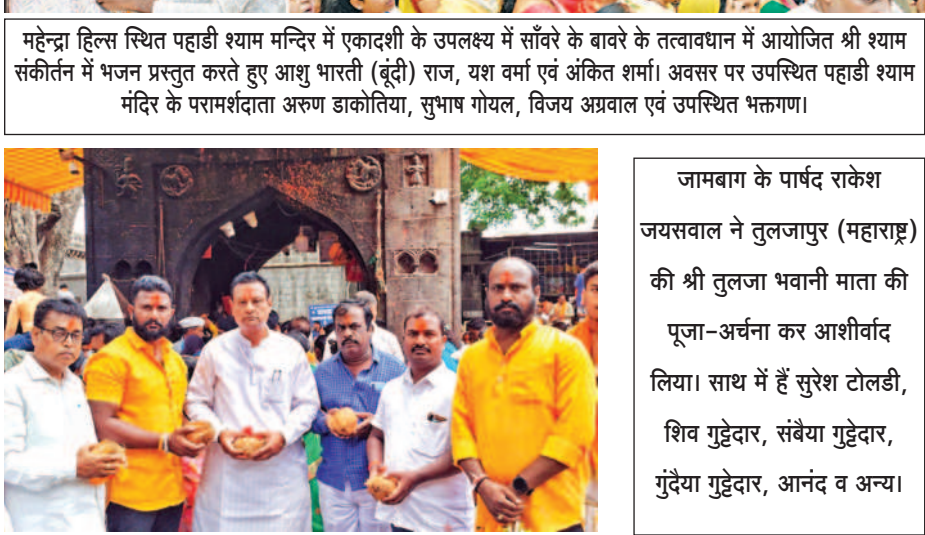 महेन्द्रा हिल्स स्थित पहाडी श्याम मन्दिर में एकादशी के उपलक्ष्य में साँवरे के बावरे के तत्वावधान में आयोजित श्री श्याम
संकीर्तन में भजन प्रस्तुत करते हुए आशु भारती (बूंदी) राज, यश वर्मा एवं अंकित शर्मा। अवसर पर उपस्थित पहाडी श्याम
मंदिर के परामर्शदाता अरुण डाकोतिया, सुभाष गोयल, विजय अग्रवाल एवं उपस्थित भक्तगण।
जामबाग के पार्षद राकेश
जयसवाल ने तुलजापुर (महाराष्ट्र)
की श्री तुलजा भवानी माता की
पूजा-अर्चना कर आशीर्वाद
लिया। साथ में हैं सुरेश टोलडी,
शिव गुट्टेदार, संबैया गुट्टेदार,
गुंदैया गुट्टेदार, आनंद व अन्य।